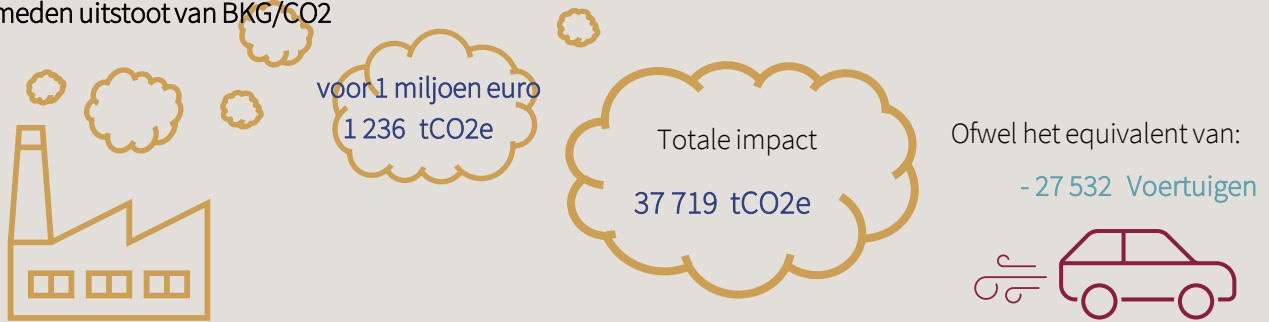 uitstoot van BKG/CO2
voor 1 miljoen euro
1 236 tCO2e
Totale impact
37 719 tCO2e
Ofwel het equivalent van:
- 27 532 Voertuigen